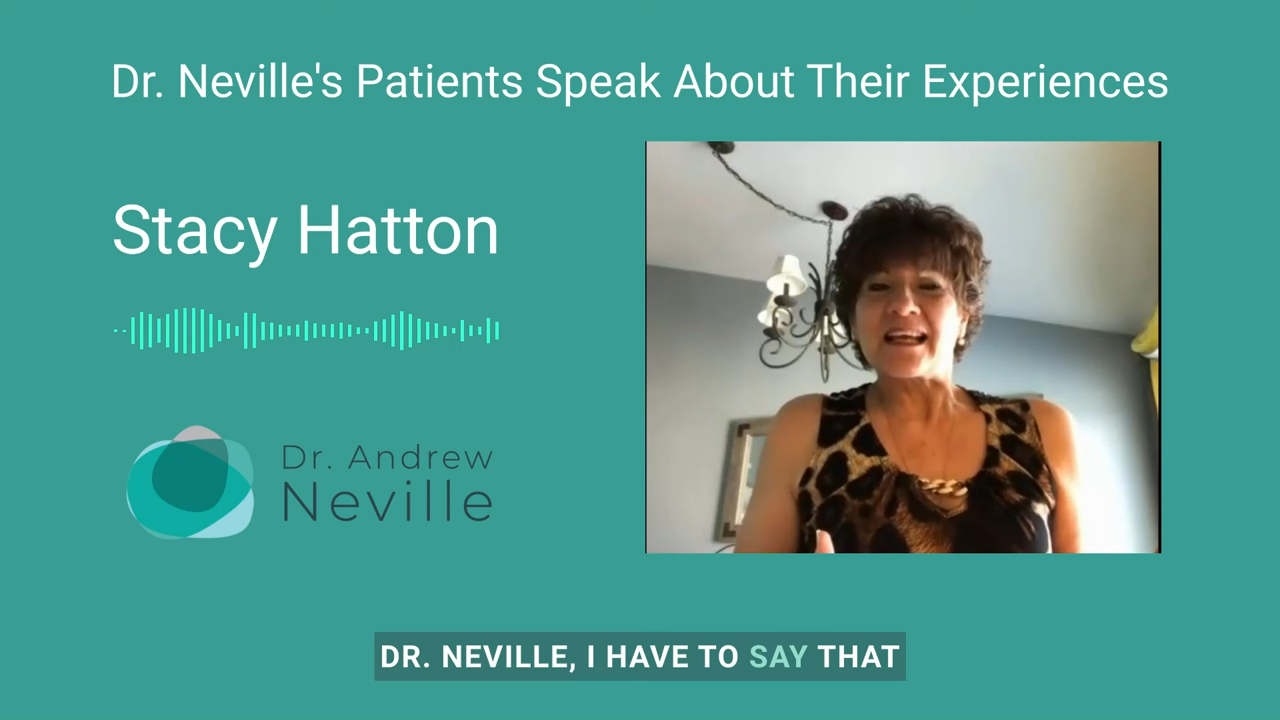 Dr. Neville's Patients Speak About Their Experiences
Stacy Hatton
Dr. Andrew
Neville
DR. NEVILLE, I HAVE TO SAY THAT